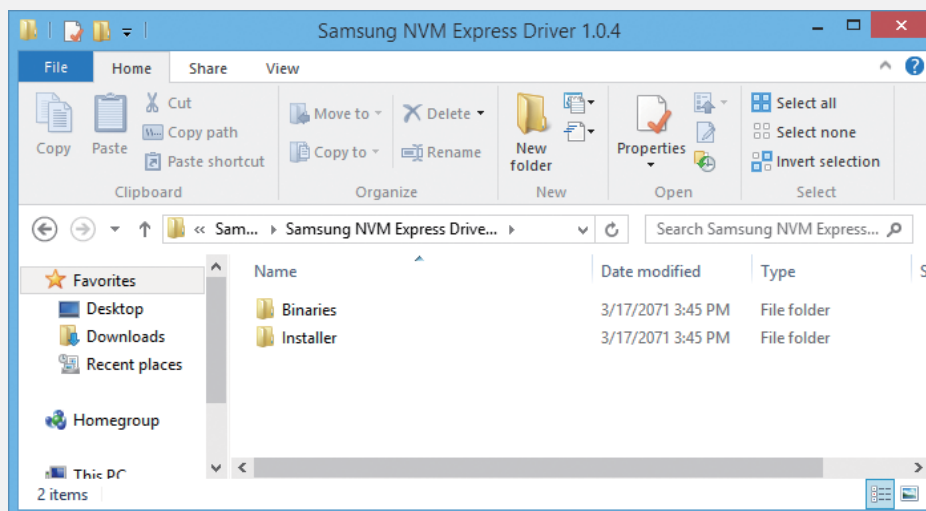 Samsung NVM Express Driver 1.0.4
File Home Share View
Copy
Paste
Cut
Copy path
Paste shortcut
Clipboard
Move to
Copy to
Delete
Rename
Organize
New
folder
New
Properties
Open
Select all
Select none
Invert selection
Select
« Sam... Samsung NVM Express Drive...
Search Samsung NVM Express...
Favorites
Desktop
Downloads
Recent places
Homegroup
This PC
Name Date modified Type S
Binaries 3/17/2071 3:45 PM File folder
Installer 3/17/2071 3:45 PM File folder
2 items